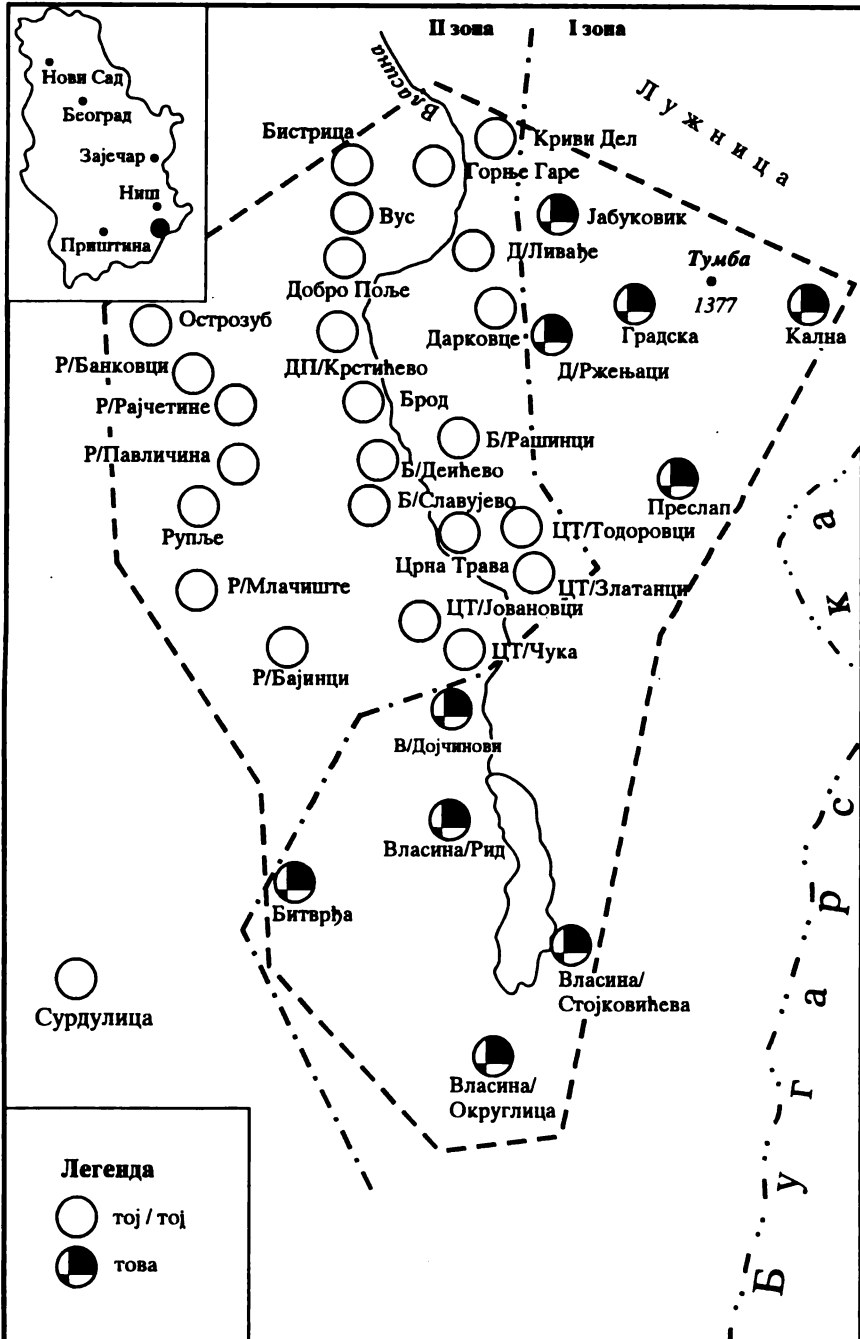 II зона
I зона
Власина
Лужница
Нови Сад
Београд
Зајечар
Ниш
Приштина
Бистрица
Криви Дел
Горње Гаре
Вус
Јабуковик
Д/Ливађе
Тумба
1377
Добро Поље
Острозуб
Дарковце
Градска
Кална
Р/Банковци
ДП/Крстићево
Д/Ржењаци
Р/Рајчетине
Брод
Б/Рашинци
Р/Павличина
Б/Деићево
Преслап
Б/Славујево
Рупље
ЦТ/Тодоровци
Црна Трава
Р/Млачиште
ЦТ/Златанци
ЦТ/Јовановци
ЦТ/Чука
Р/Бајинци
В/Дојчинови
Власина/Рид
Битврђа
Власина/
Стојковићева
Сурдулица
Власина/
Округлица
Бугарска
Легенда
тој / тој
това